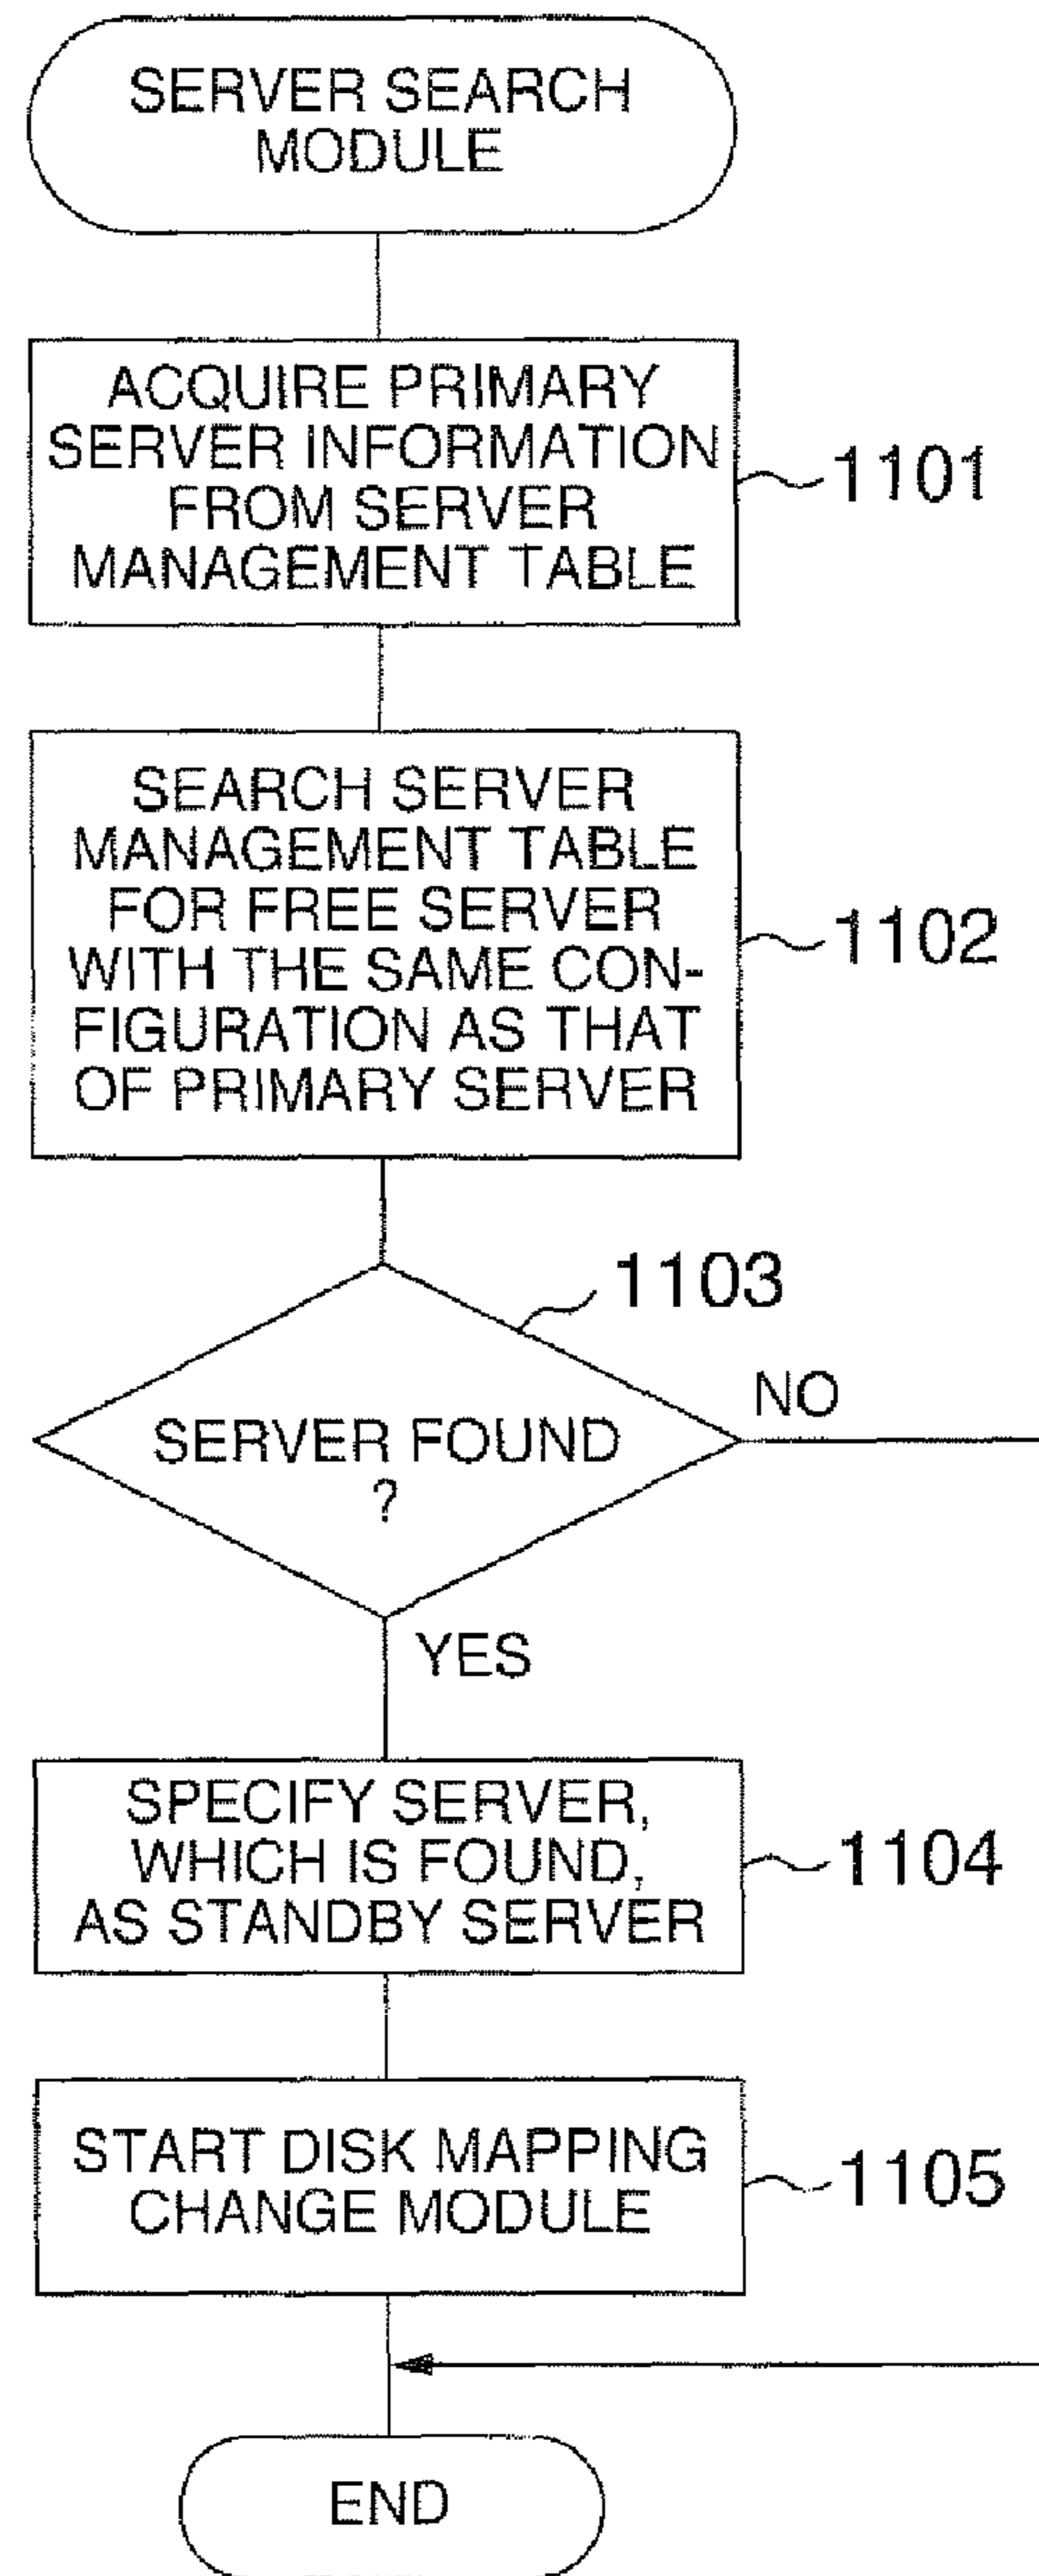 SERVER SEARCH
MODULE
ACQUIRE PRIMARY
SERVER INFORMATION
FROM SERVER
MANAGEMENT TABLE
1101
SEARCH SERVER
MANAGEMENT TABLE
FOR FREE SERVER
WITH THE SAME CON-
FIGURATION AS THAT
OF PRIMARY SERVER
1102
1103
SERVER FOUND
?
NO
YES
SPECIFY SERVER,
WHICH IS FOUND,
AS STANDBY SERVER
1104
START DISK MAPPING
CHANGE MODULE
1105
END